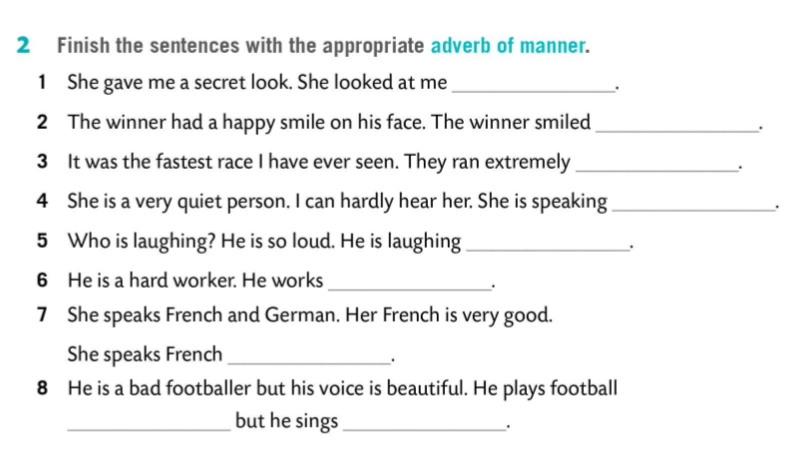 2 Finish the sentences with the appropriate adverb of manner.
1 She gave me a secret look. She looked at me _______________.
2 The winner had a happy smile on his face. The winner smiled _______________.
3 It was the fastest race I have ever seen. They ran extremely _______________.
4 She is a very quiet person. I can hardly hear her. She is speaking _______________.
5 Who is laughing? He is so loud. He is laughing _______________.
6 He is a hard worker. He works _______________.
7 She speaks French and German. Her French is very good.
She speaks French _______________.
8 He is a bad footballer but his voice is beautiful. He plays football
_______________ but he sings _______________.